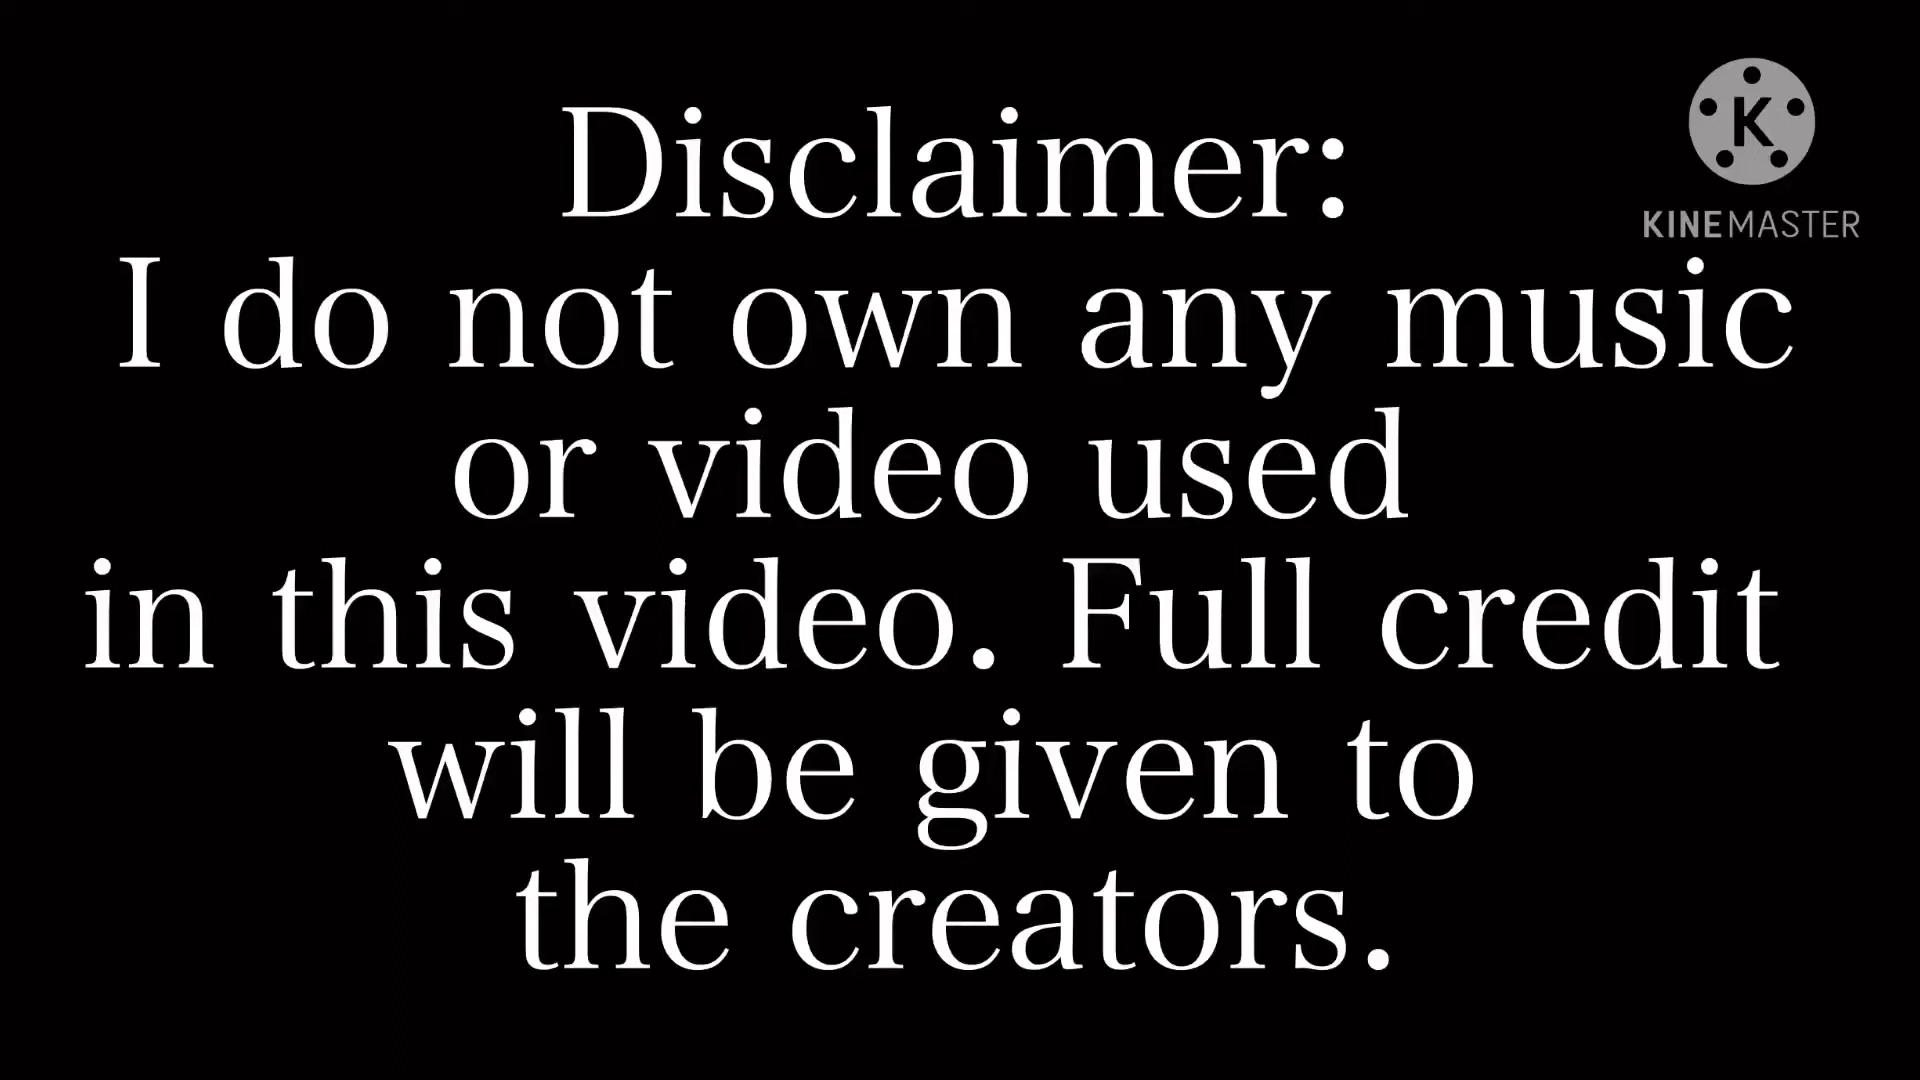 Disclaimer:
K
KINEMASTER
I do not own any music
or video used
in this video. Full credit
will be given to
the creators.